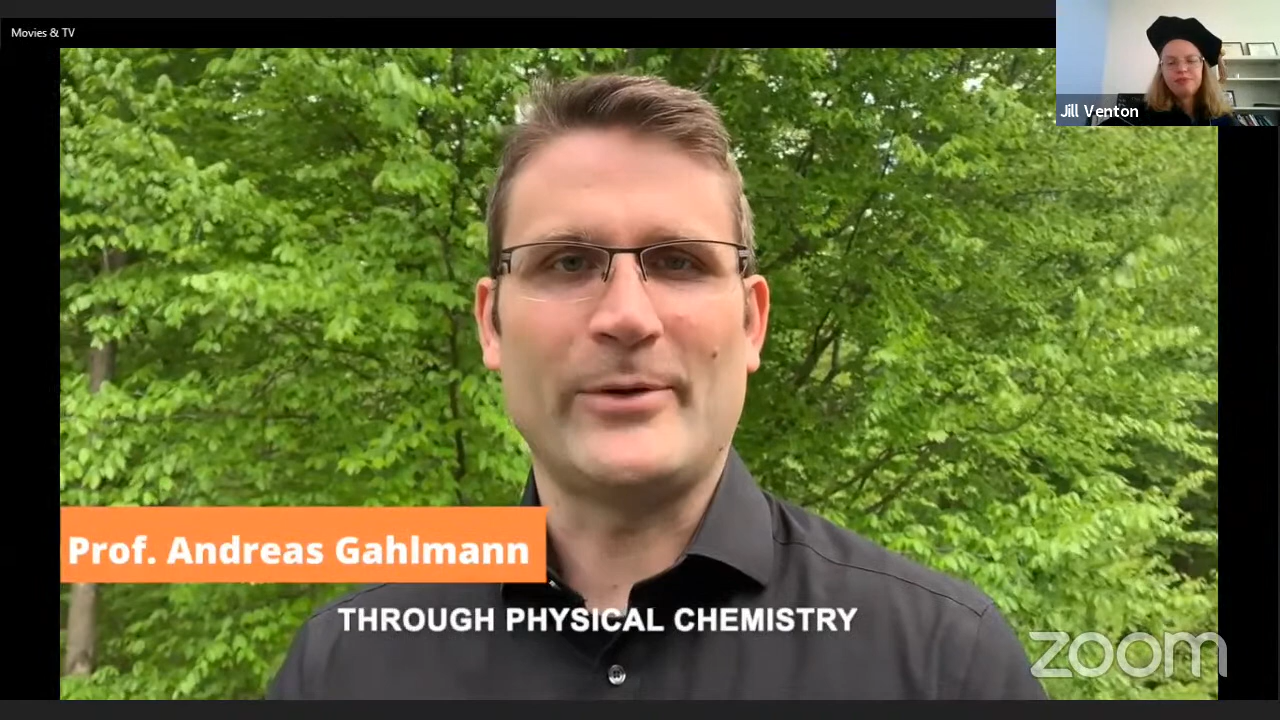 Movies & TV
Jill Venton
Prof. Andreas Gahlmann
THROUGH PHYSICAL CHEMISTRY
zoom